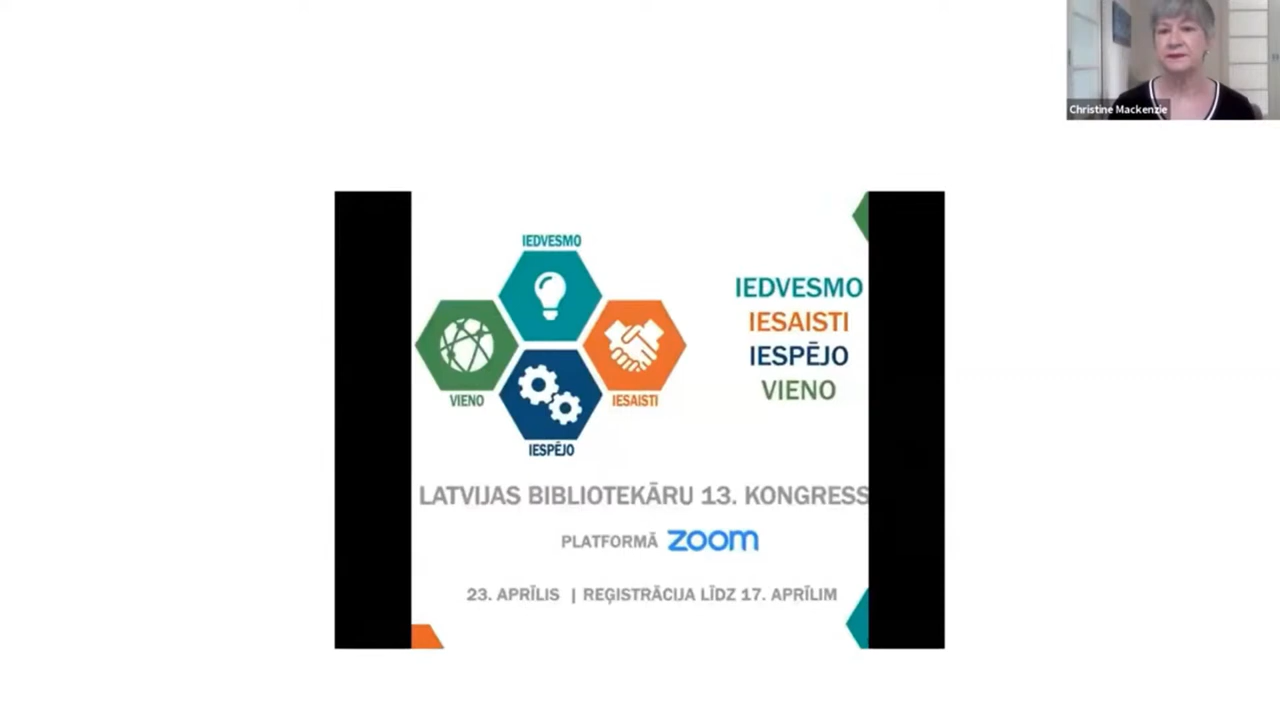 Christine Mackenzie
IEDVESMO
VIENO
IESAISTI
IESPĒJO
IEDVESMO
IESAISTI
IESPĒJO
VIENO
LATVIJAS BIBLIOTEKĀRU 13. KONGRESS
PLATFORMĀ zoom
23. APRĪLIS | REĢISTRĀCIJA LĪDZ 17. APRĪLIM